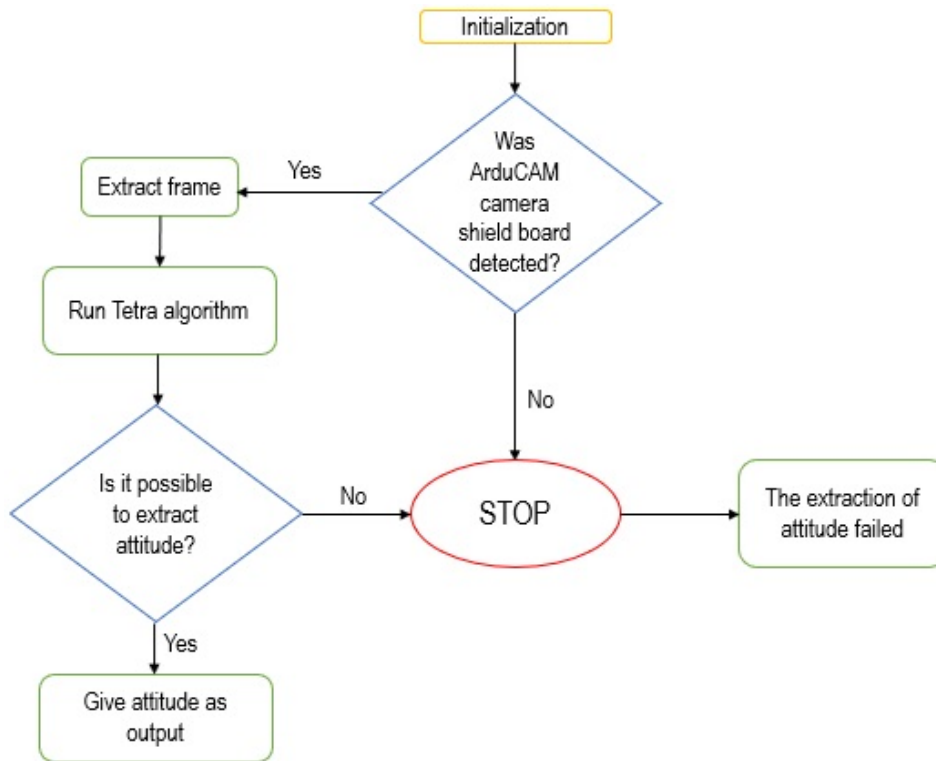 Initialization
Was
ArduCAM
camera
shield board
detected?
Yes
Extract frame
Run Tetra algorithm
No
Is it possible
to extract
attitude?
No
STOP
The extraction of
attitude failed
Yes
Give attitude as
output